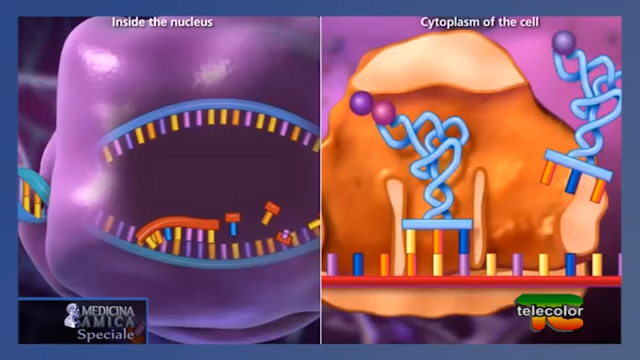 Inside the nucleus
Cytoplasm of the cell
MEDICINA
AMICA
Speciale
telecolor